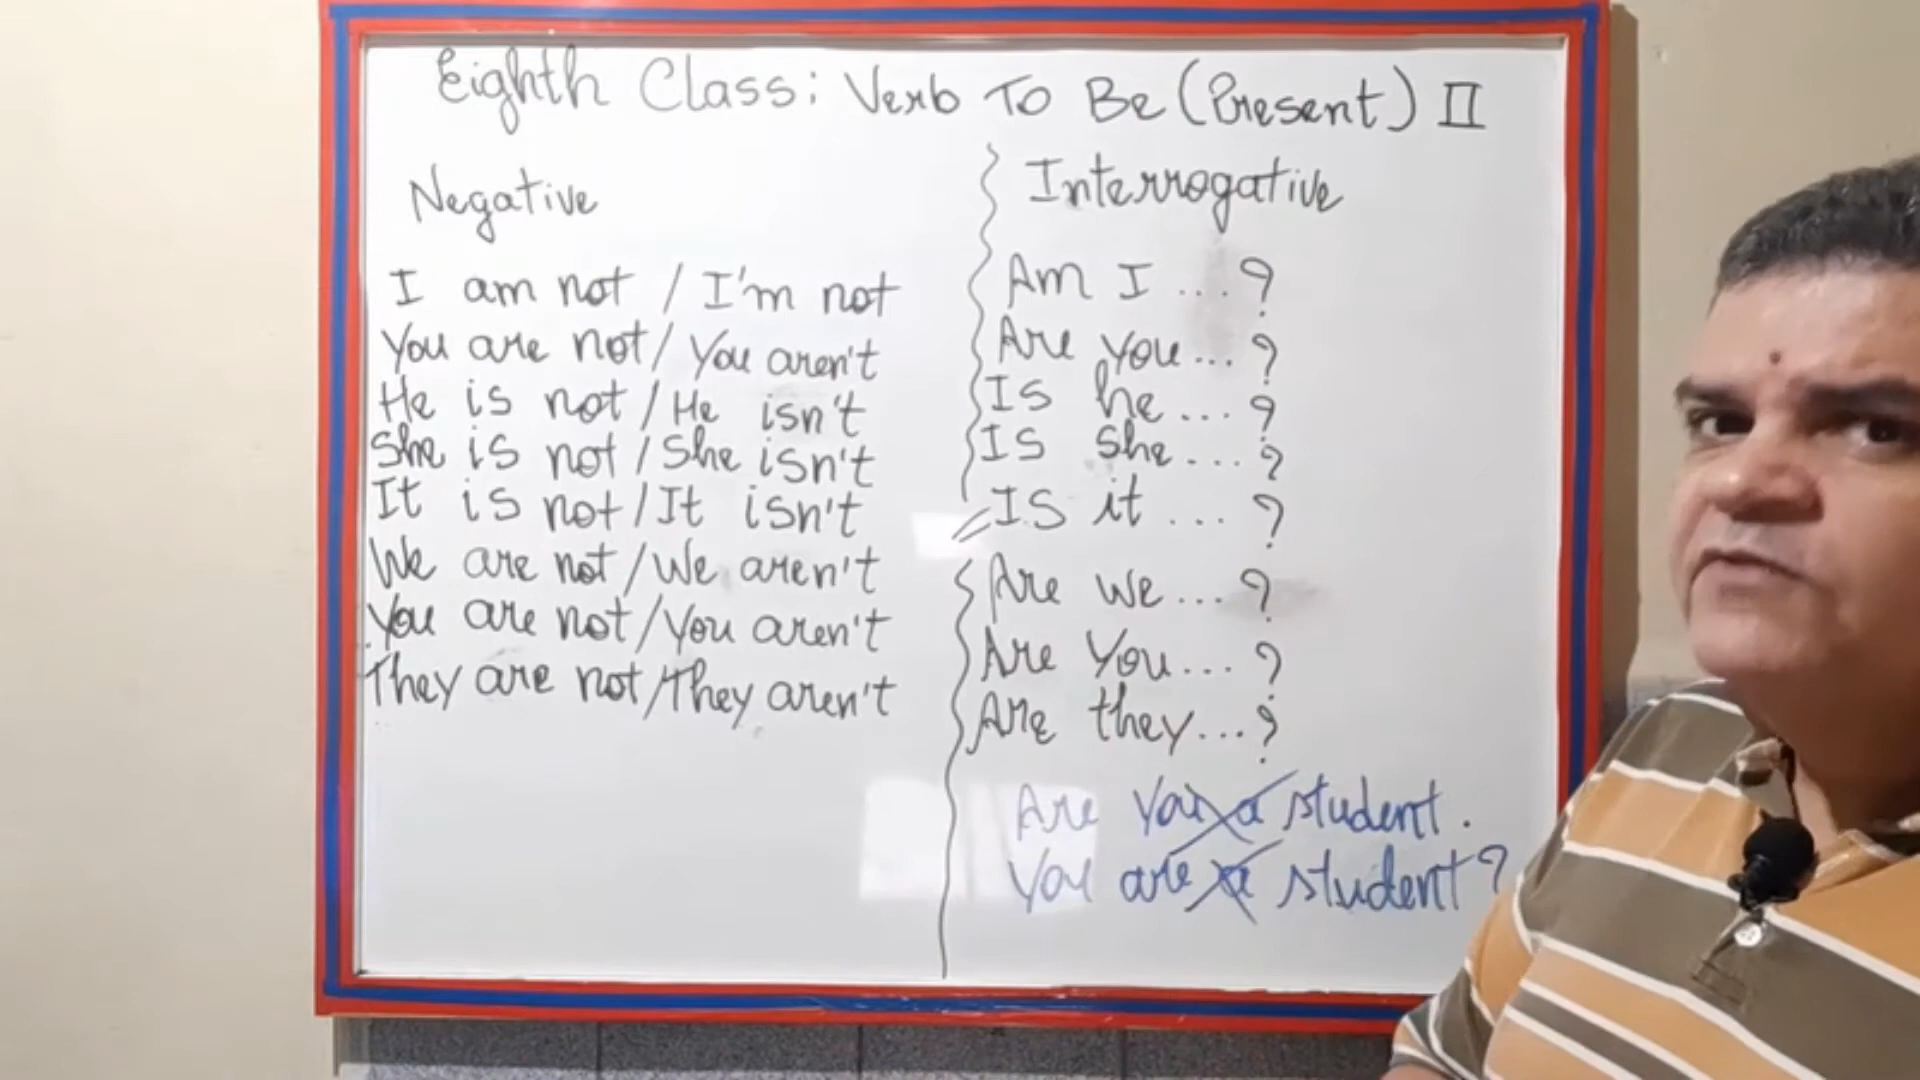 Eighth Class: Verb To Be (Present) II
Negative
I am not / I'm not
You are not / You aren't
He is not / He isn't
She is not / She isn't
It is not / It isn't
We are not / We aren't
You are not / You aren't
They are not / They aren't
Interrogative
Am I ... ?
Are you ... ?
Is he ... ?
Is she ... ?
Is it ... ?
Are we ... ?
Are You ... ?
Are they ... ?
Are You a student.
You are a student?